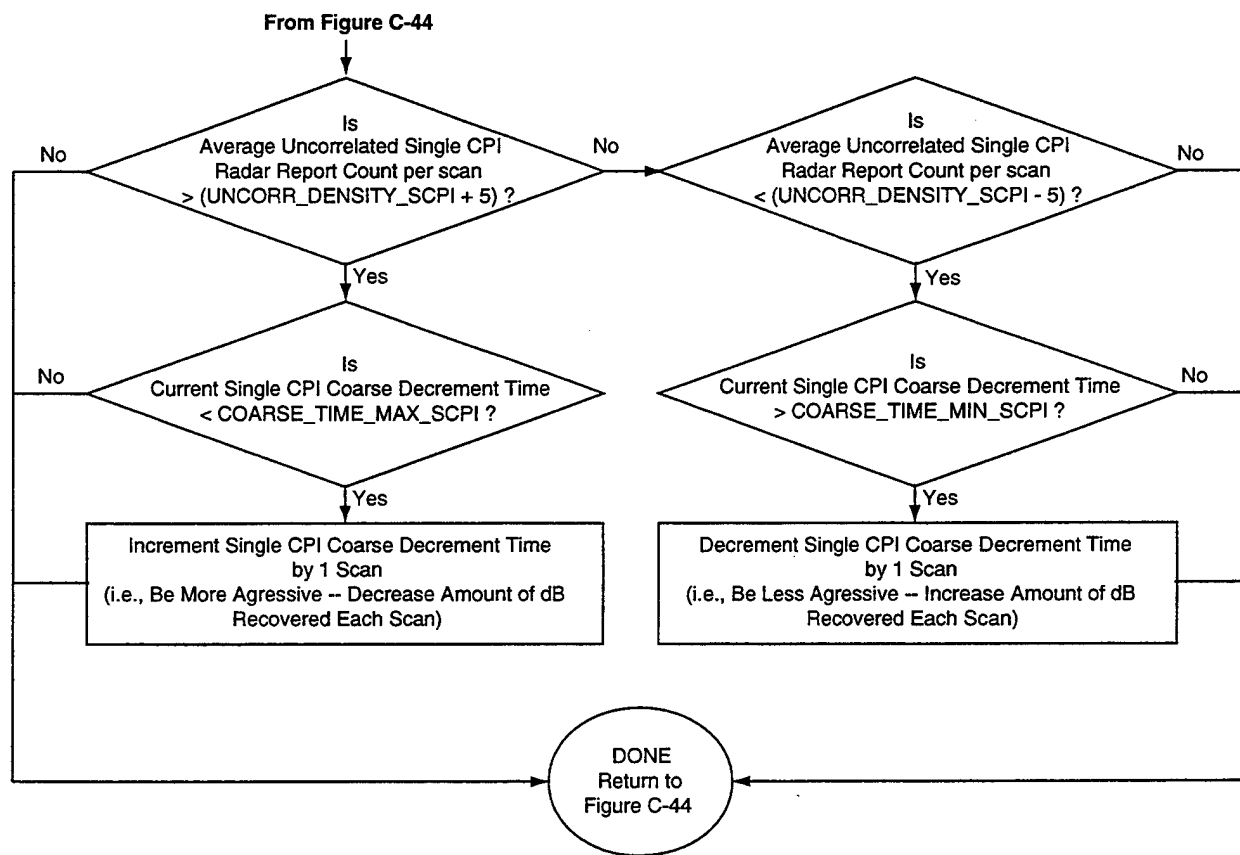 From Figure C-44
Is
Average Uncorrelated Single CPI
Radar Report Count per scan
> (UNCORR_DENSITY_SCPI + 5) ?
No
No
Yes
Is
Average Uncorrelated Single CPI
Radar Report Count per scan
< (UNCORR_DENSITY_SCPI - 5) ?
No
Yes
Is
Current Single CPI Coarse Decrement Time
< COARSE_TIME_MAX_SCPI ?
No
Yes
Is
Current Single CPI Coarse Decrement Time
> COARSE_TIME_MIN_SCPI ?
No
Yes
Increment Single CPI Coarse Decrement Time
by 1 Scan
(i.e., Be More Agressive -- Decrease Amount of dB
Recovered Each Scan)
Decrement Single CPI Coarse Decrement Time
by 1 Scan
(i.e., Be Less Agressive -- Increase Amount of dB
Recovered Each Scan)
DONE
Return to
Figure C-44